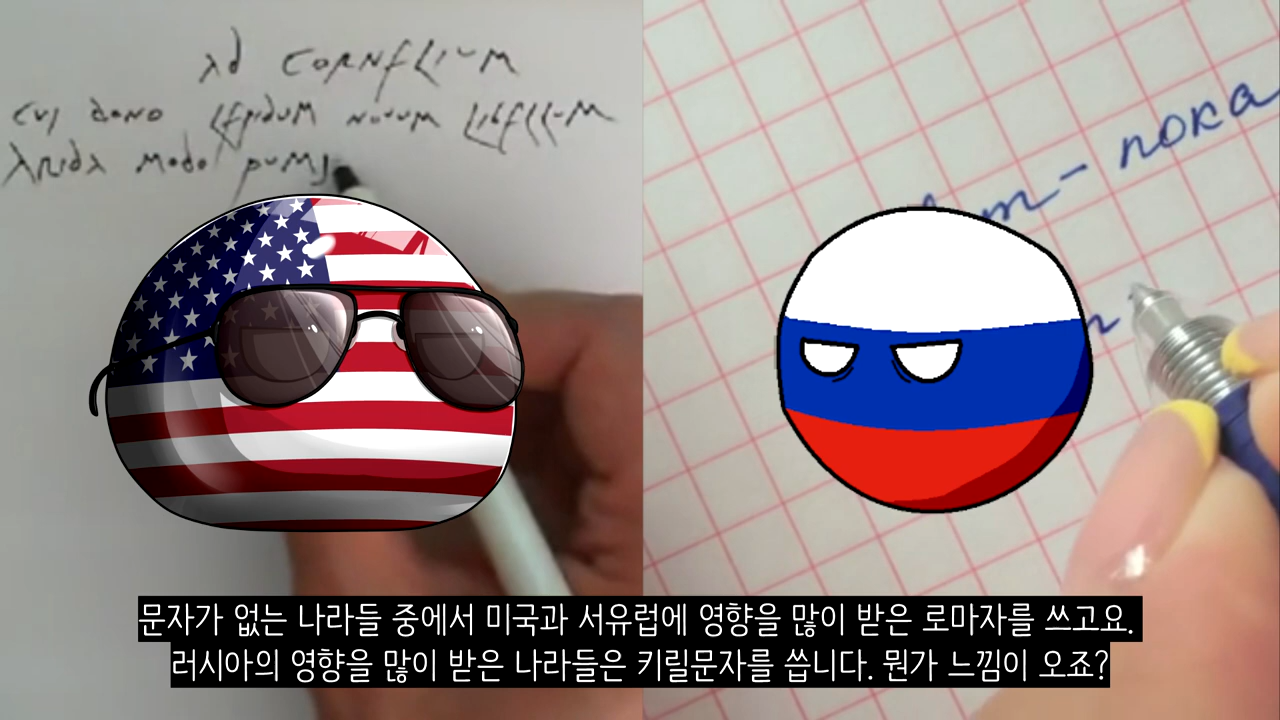 ad cornelium
cui dono lepidum novum libellum
arida modo pumi
- пока
문자가 없는 나라들 중에서 미국과 서유럽에 영향을 많이 받은 로마자를 쓰고요.
러시아의 영향을 많이 받은 나라들은 키릴문자를 씁니다. 뭔가 느낌이 오죠?